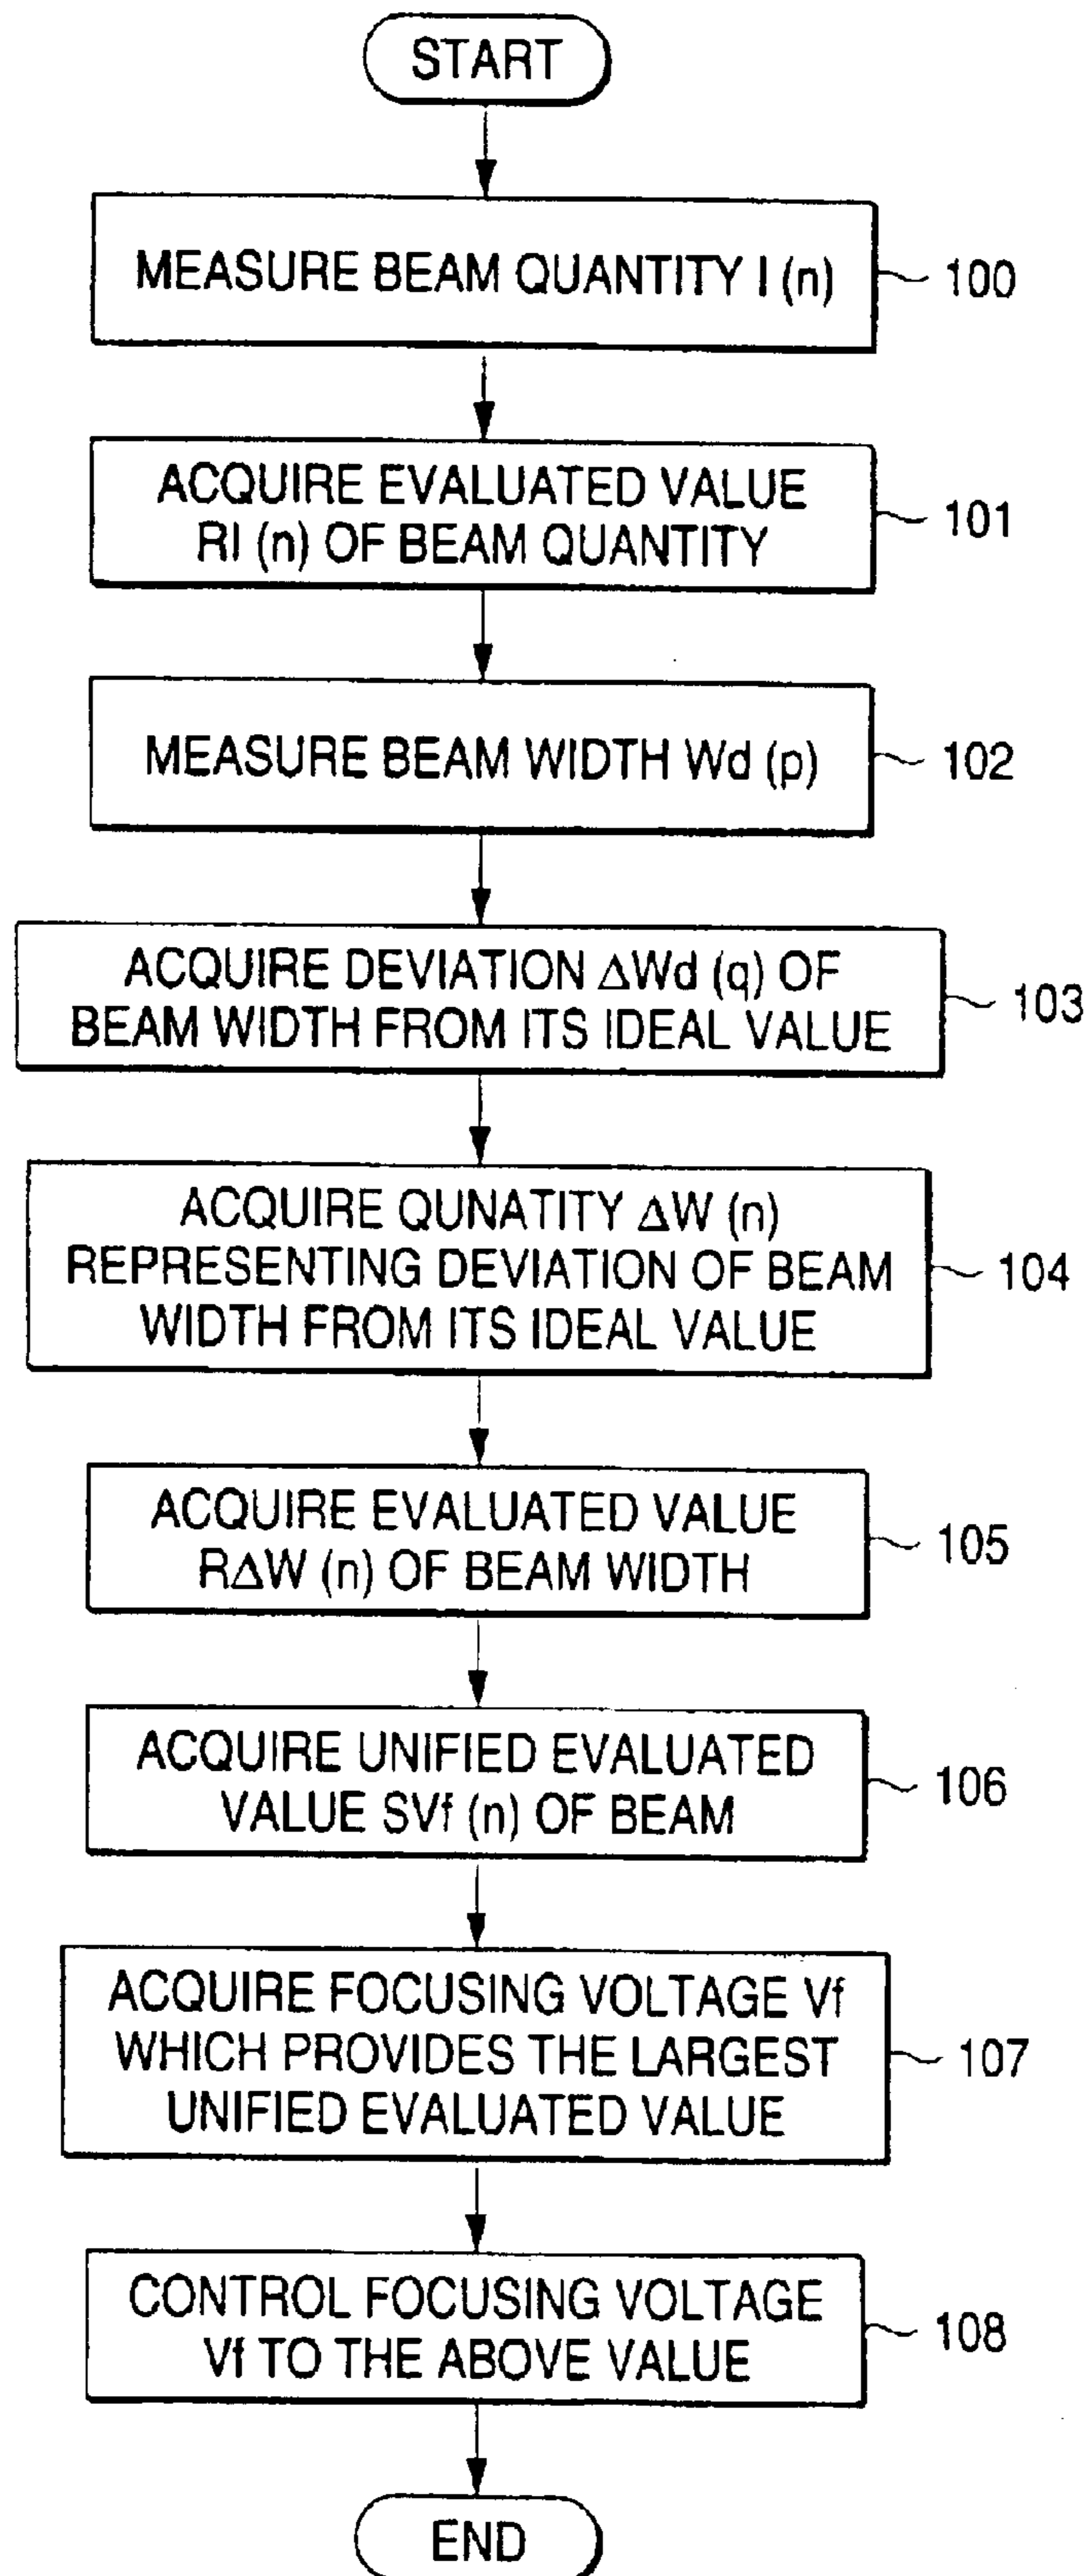 START
MEASURE BEAM QUANTITY I (n)
100
ACQUIRE EVALUATED VALUE
RI (n) OF BEAM QUANTITY
101
MEASURE BEAM WIDTH Wd (p)
102
ACQUIRE DEVIATION ΔWd (q) OF
BEAM WIDTH FROM ITS IDEAL VALUE
103
ACQUIRE QUNATITY ΔW (n)
REPRESENTING DEVIATION OF BEAM
WIDTH FROM ITS IDEAL VALUE
104
ACQUIRE EVALUATED VALUE
RΔW (n) OF BEAM WIDTH
105
ACQUIRE UNIFIED EVALUATED
VALUE SVf (n) OF BEAM
106
ACQUIRE FOCUSING VOLTAGE Vf
WHICH PROVIDES THE LARGEST
UNIFIED EVALUATED VALUE
107
CONTROL FOCUSING VOLTAGE
Vf TO THE ABOVE VALUE
108
END